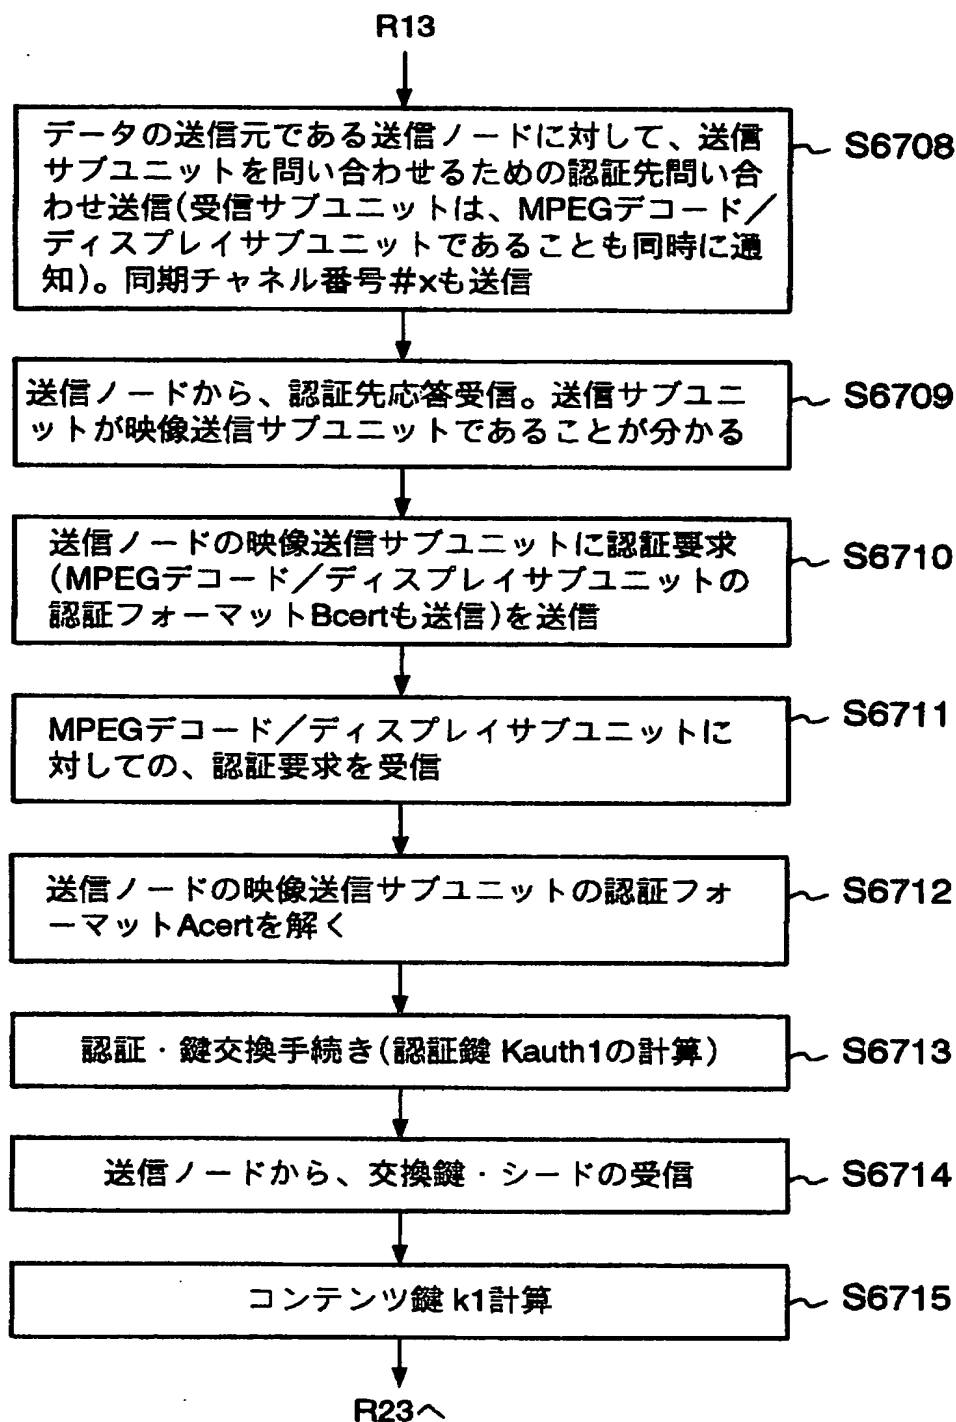 R13
データの送信元である送信ノードに対して、送信
サブユニットを問い合わせるための認証先問い合
わせ送信(受信サブユニットは、MPEGデコード／
ディスプレイサブユニットであることも同時に通
知)。同期チャネル番号#xも送信
S6708
送信ノードから、認証先応答受信。送信サブユニ
ットが映像送信サブユニットであることが分かる
S6709
送信ノードの映像送信サブユニットに認証要求
(MPEGデコード／ディスプレイサブユニットの
認証フォーマットBcertも送信)を送信
S6710
MPEGデコード／ディスプレイサブユニットに
対しての、認証要求を受信
S6711
送信ノードの映像送信サブユニットの認証フォ
ーマットAcertを解く
S6712
認証・鍵交換手続き(認証鍵 Kauth1の計算)
S6713
送信ノードから、交換鍵・シードの受信
S6714
コンテンツ鍵 k1計算
S6715
R23へ